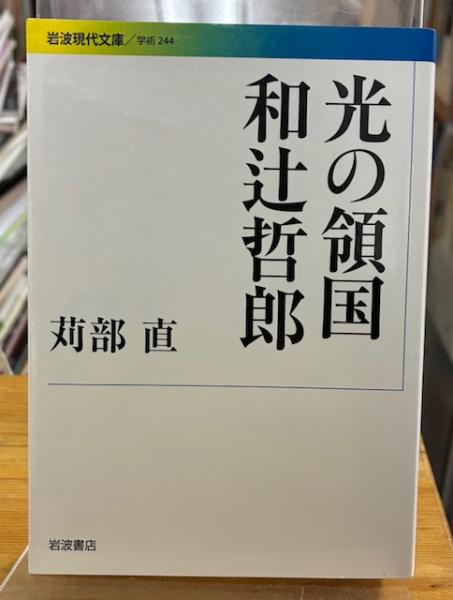 岩波現代文庫／学術 244
光の領国
和辻哲郎
苅部 直
岩波書店